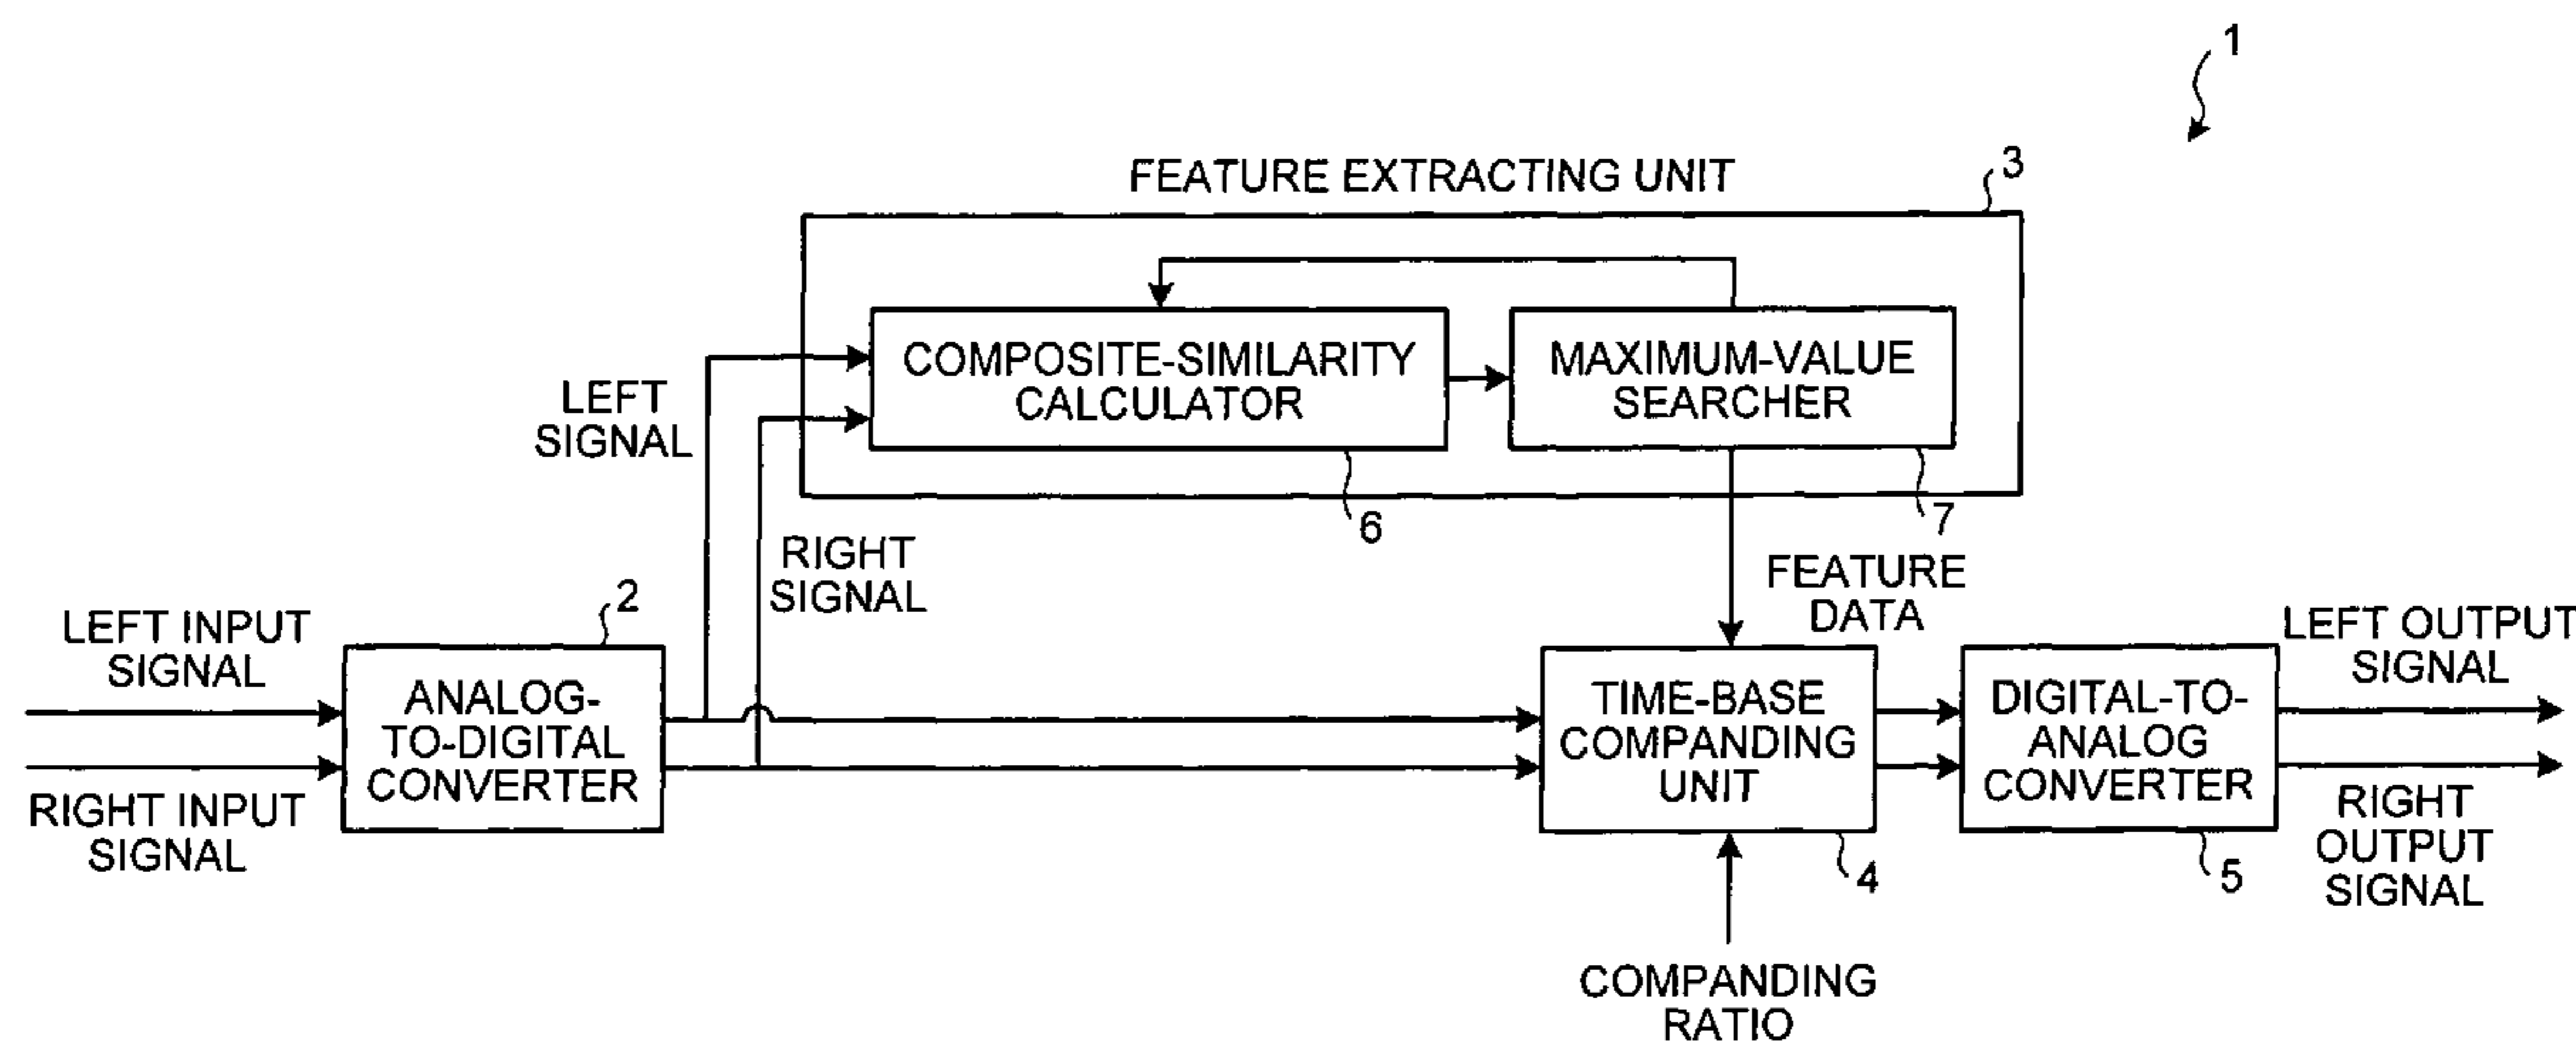 1
FEATURE EXTRACTING UNIT
3
COMPOSITE-SIMILARITY
CALCULATOR
6
MAXIMUM-VALUE
SEARCHER
7
LEFT
SIGNAL
RIGHT
SIGNAL
FEATURE
DATA
LEFT INPUT
SIGNAL
RIGHT INPUT
SIGNAL
2
ANALOG-
TO-DIGITAL
CONVERTER
TIME-BASE
COMPANDING
UNIT
4
COMPANDING
RATIO
DIGITAL-TO-
ANALOG
CONVERTER
5
LEFT OUTPUT
SIGNAL
RIGHT
OUTPUT
SIGNAL